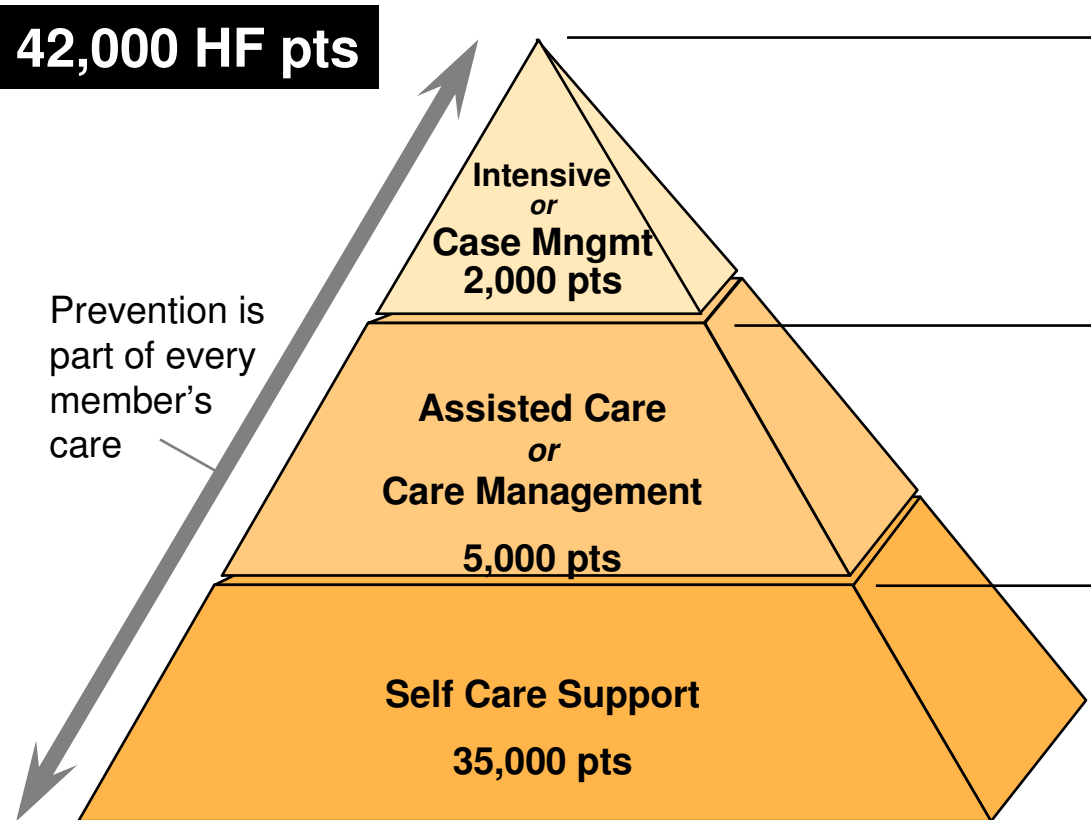 42,000 HF pts
Intensive
or
Case Mngmt
2,000 pts
Prevention is
part of every
member’s
care
Assisted Care
or
Care Management
5,000 pts
Self Care Support
35,000 pts